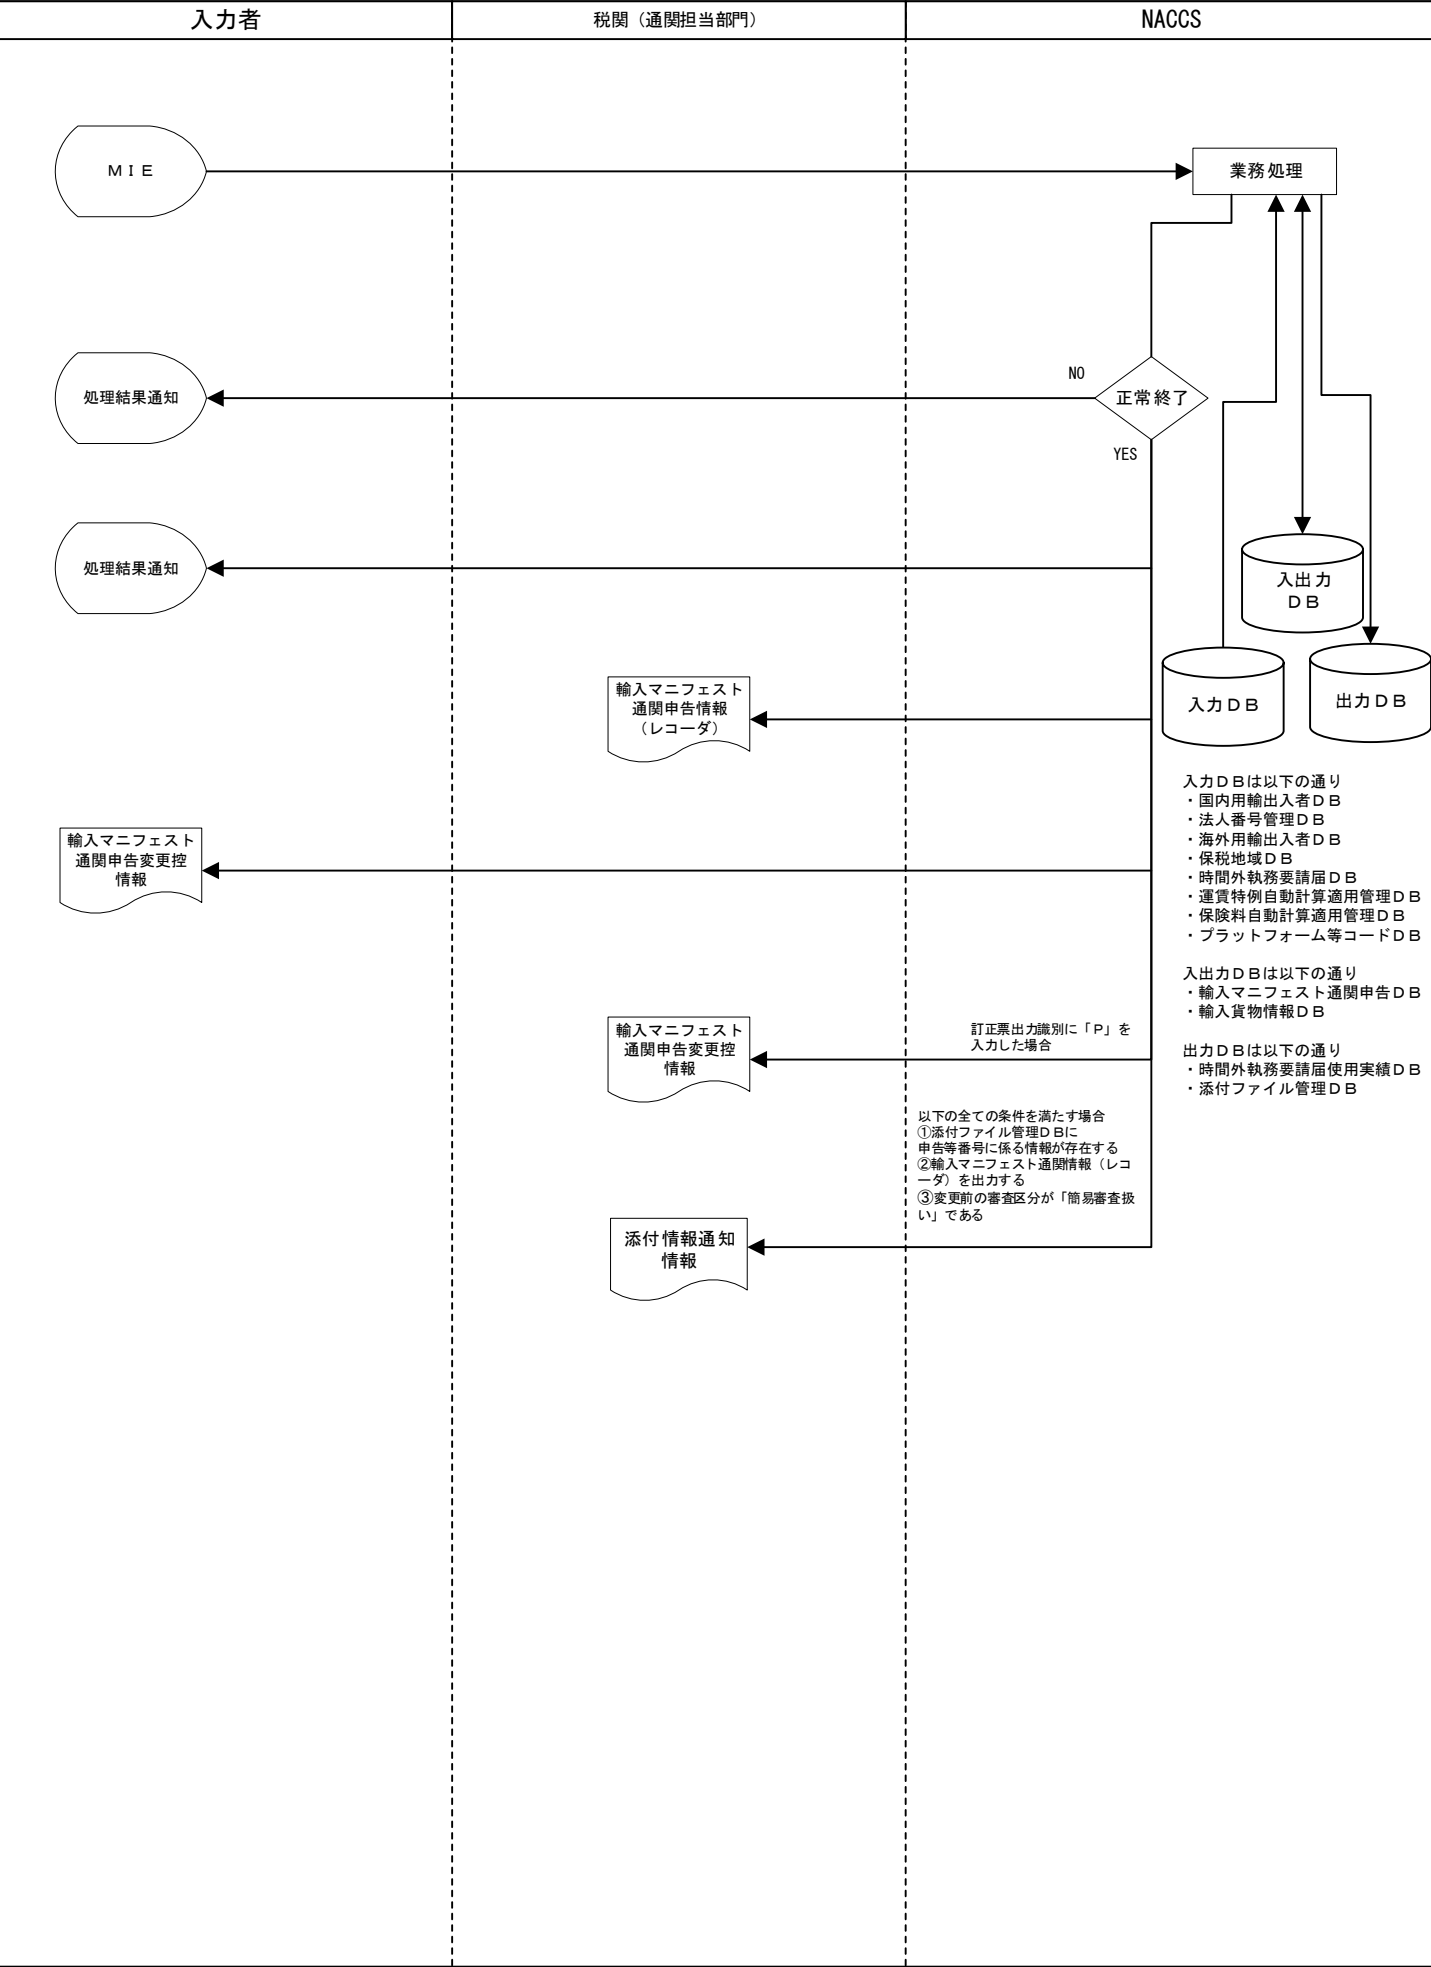 入力者
税関（通関担当部門）
NACCS
ＭＩＥ
業務処理
処理結果通知
NO
正常終了
YES
処理結果通知
入出力
ＤＢ
入力ＤＢ
出力ＤＢ
輸入マニフェスト
通関申告情報
（レコーダ）
輸入マニフェスト
通関申告変更控
情報
入力ＤＢは以下の通り
・国内用輸出入者ＤＢ
・法人番号管理ＤＢ
・海外用輸出入者ＤＢ
・保税地域ＤＢ
・時間外執務要請届ＤＢ
・運賃特例自動計算適用管理ＤＢ
・保険料自動計算適用管理ＤＢ
・プラットフォーム等コードＤＢ
入出力ＤＢは以下の通り
・輸入マニフェスト通関申告ＤＢ
・輸入貨物情報ＤＢ
出力ＤＢは以下の通り
・時間外執務要請届使用実績ＤＢ
・添付ファイル管理ＤＢ
輸入マニフェスト
通関申告変更控
情報
訂正票出力識別に「Ｐ」を
入力した場合
以下の全ての条件を満たす場合
①添付ファイル管理ＤＢに
申告等番号に係る情報が存在する
②輸入マニフェスト通関情報（レコ
ーダ）を出力する
③変更前の審査区分が「簡易審査扱
い」である
添付情報通知
情報